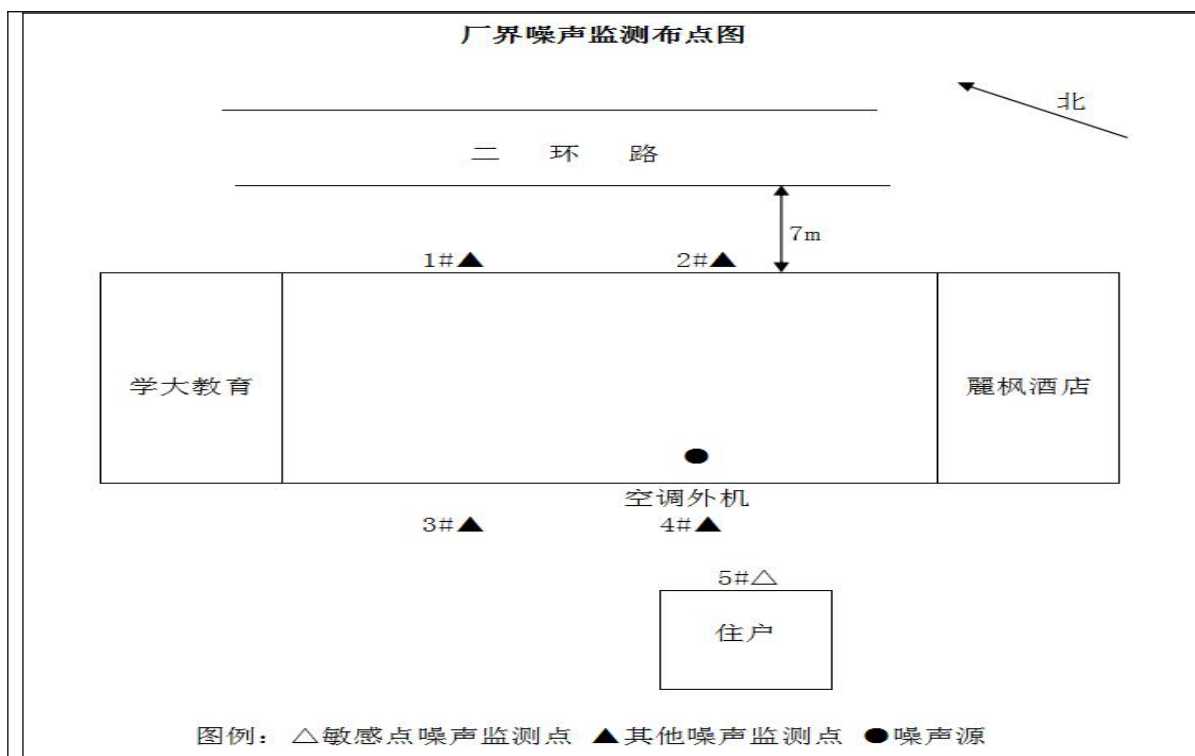 厂界噪声监测布点图
北
二 环 路
7m
1#▲ 2#▲
学大教育 麗枫酒店
空调外机
3#▲ 4#▲
5#△
住户
图例: △敏感点噪声监测点 ▲其他噪声监测点 ●噪声源